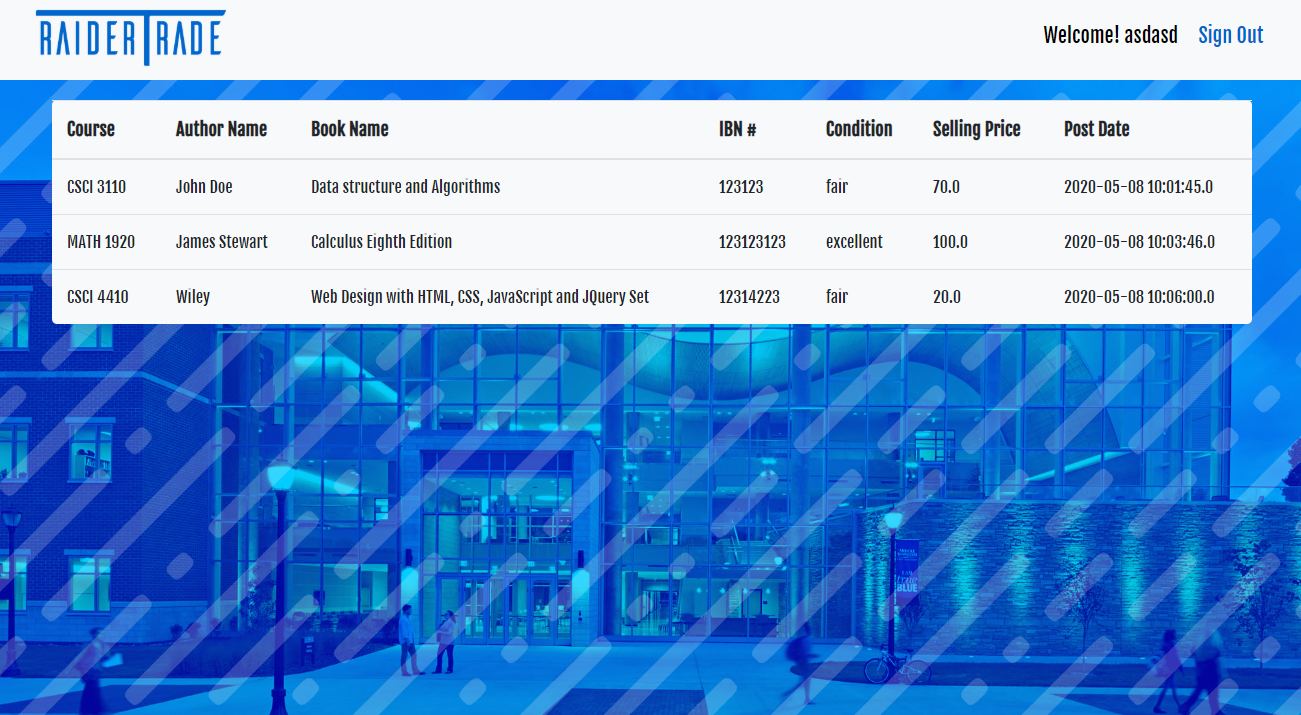 RAIDERTRADE
Welcome! asdasd Sign Out
Course Author Name Book Name IBN # Condition Selling Price Post Date
CSCI 3110 John Doe Data structure and Algorithms 123123 fair 70.0 2020-05-08 10:01:45.0
MATH 1920 James Stewart Calculus Eighth Edition 123123123 excellent 100.0 2020-05-08 10:03:46.0
CSCI 4410 Wiley Web Design with HTML, CSS, JavaScript and JQuery Set 12314223 fair 20.0 2020-05-08 10:06:00.0
true
BLUE